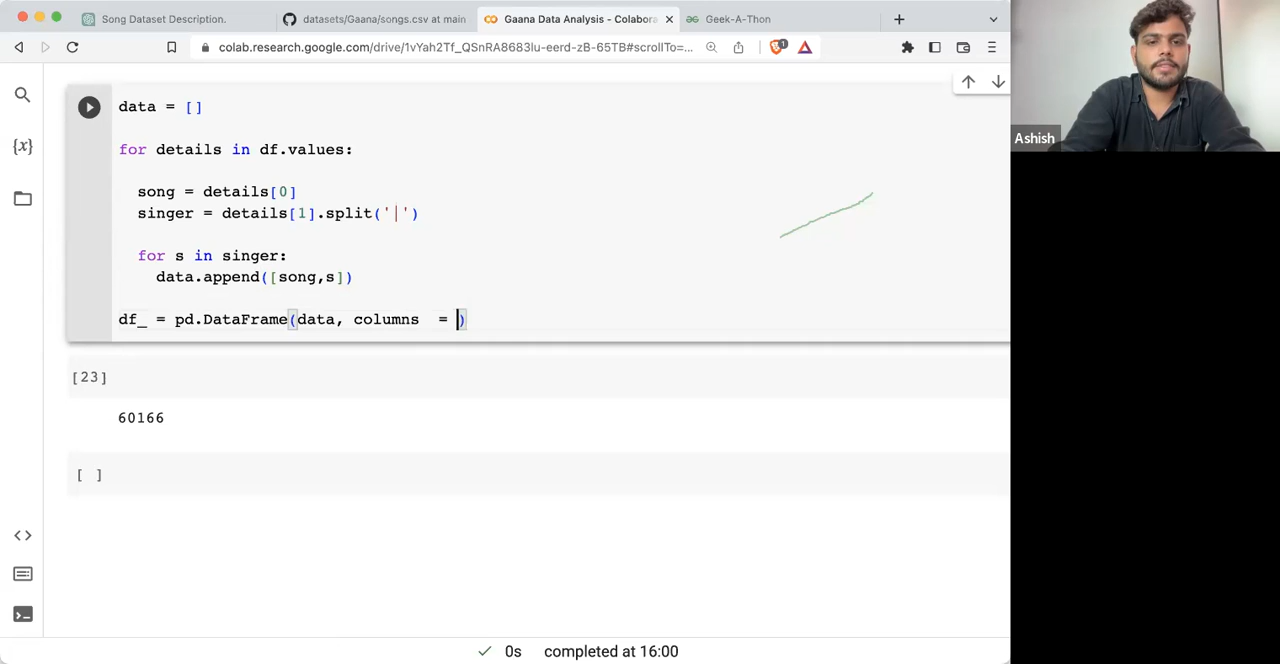 Song Dataset Description.
datasets/Gaana/songs.csv at main
Gaana Data Analysis - Colabora
Geek-A-Thon
colab.research.google.com/drive/1vYah2Tf_QSnRA8683lu-eerd-zB-65TB#scrollTo=...
data = []
for details in df.values:
song = details[0]
singer = details[1].split('|')
for s in singer:
data.append([song,s])
df_ = pd.DataFrame(data, columns  = )
[23]
60166
[ ]
0s completed at 16:00
Ashish
{x}